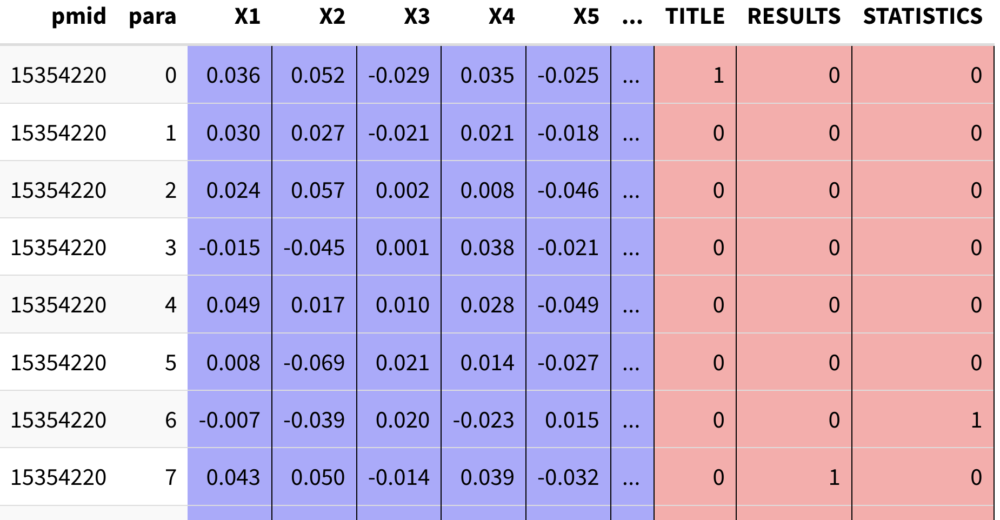 pmid para X1 X2 X3 X4 X5 ... TITLE RESULTS STATISTICS
15354220 0 0.036 0.052 -0.029 0.035 -0.025 ... 1 0 0
15354220 1 0.030 0.027 -0.021 0.021 -0.018 ... 0 0 0
15354220 2 0.024 0.057 0.002 0.008 -0.046 ... 0 0 0
15354220 3 -0.015 -0.045 0.001 0.038 -0.021 ... 0 0 0
15354220 4 0.049 0.017 0.010 0.028 -0.049 ... 0 0 0
15354220 5 0.008 -0.069 0.021 0.014 -0.027 ... 0 0 0
15354220 6 -0.007 -0.039 0.020 -0.023 0.015 ... 0 0 1
15354220 7 0.043 0.050 -0.014 0.039 -0.032 ... 0 1 0